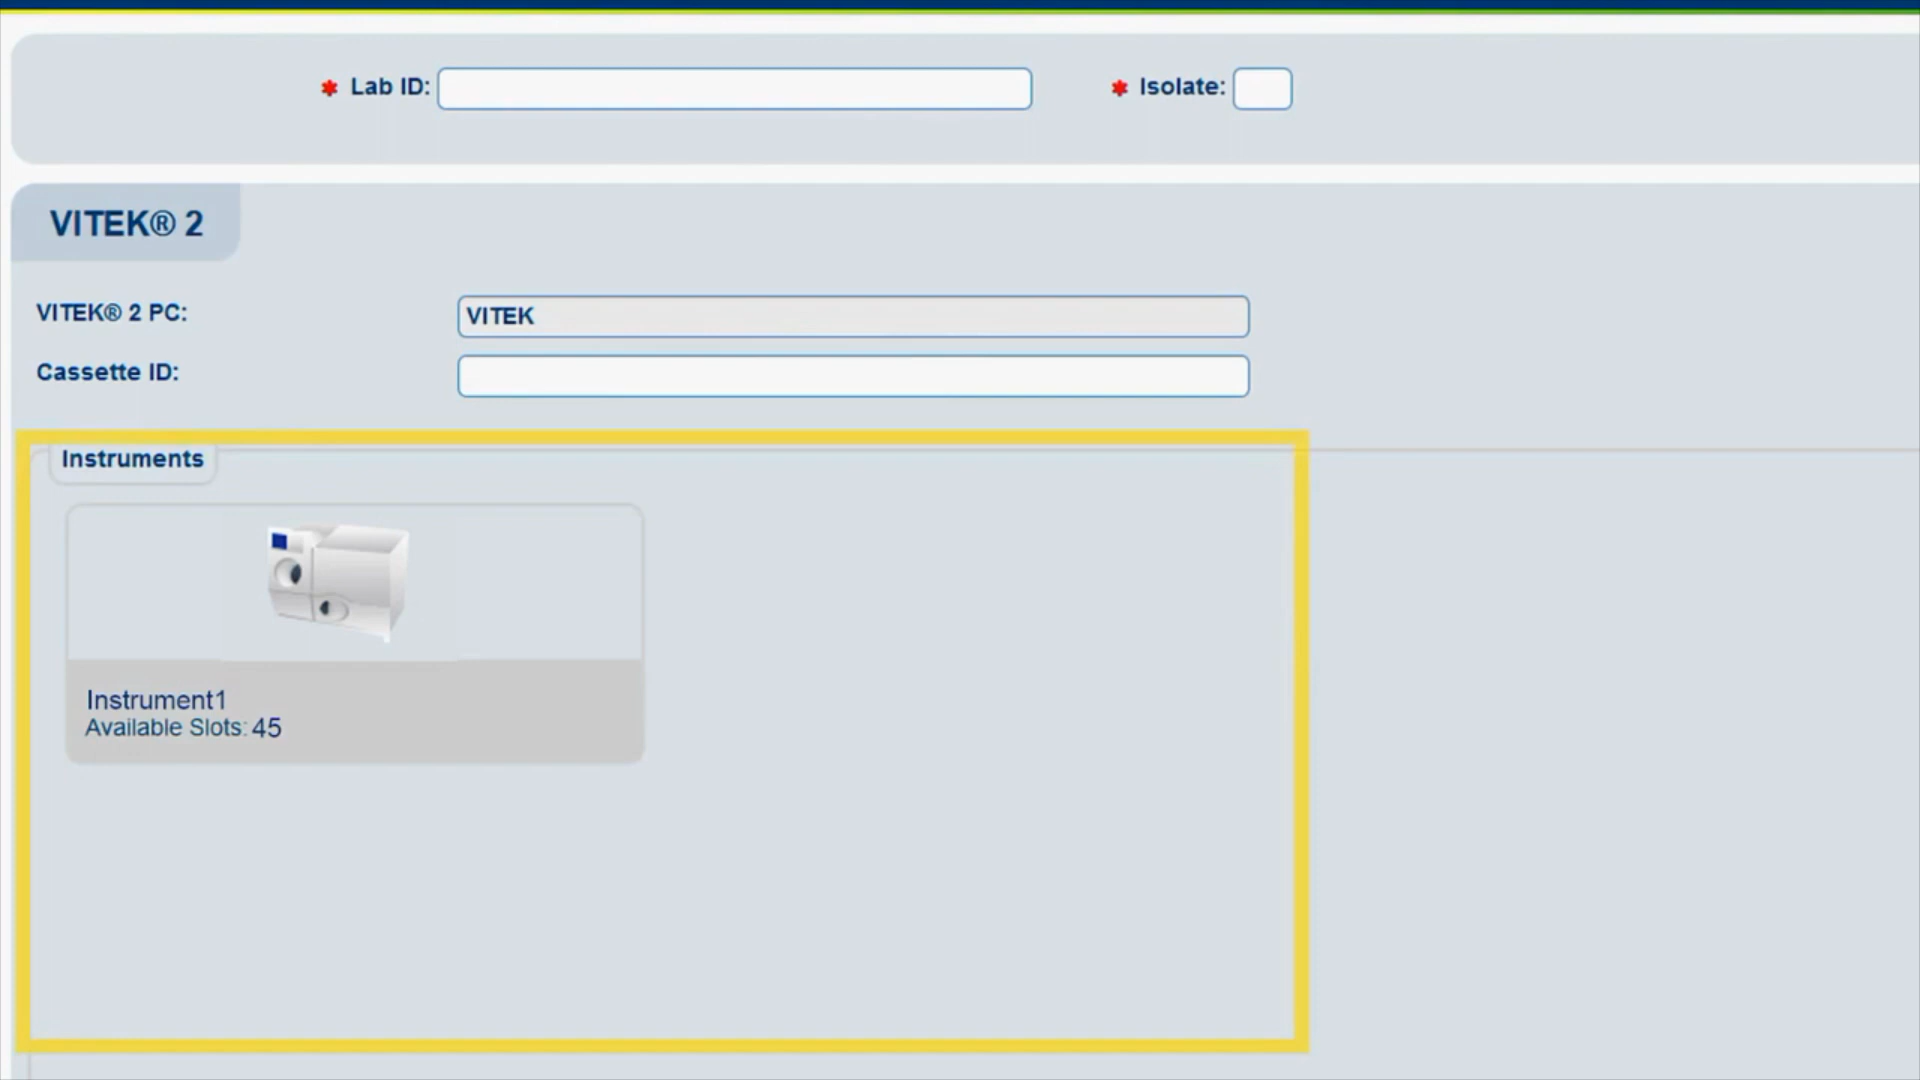 * Lab ID: * Isolate:
VITEK® 2
VITEK® 2 PC: VITEK
Cassette ID:
Instruments
Instrument1
Available Slots: 45